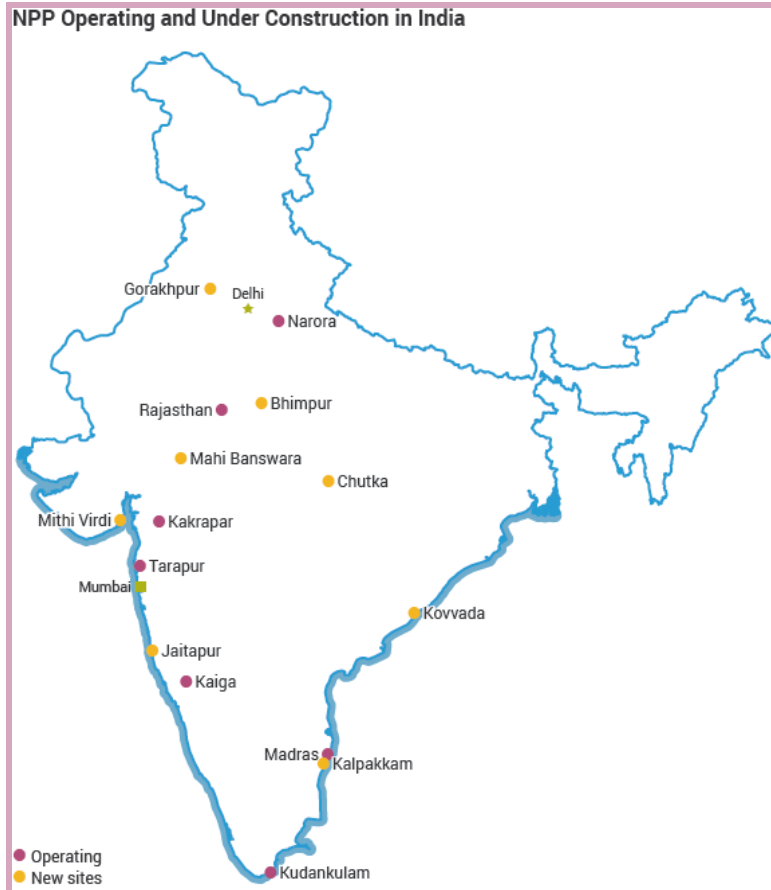 NPP Operating and Under Construction in India
Gorakhpur
Delhi
Narora
Rajasthan
Bhimpur
Mahi Banswara
Chutka
Mithi Virdi
Kakrapar
Tarapur
Mumbai
Kovvada
Jaitapur
Kaiga
Madras
Kalpakkam
Kudankulam
Operating
New sites